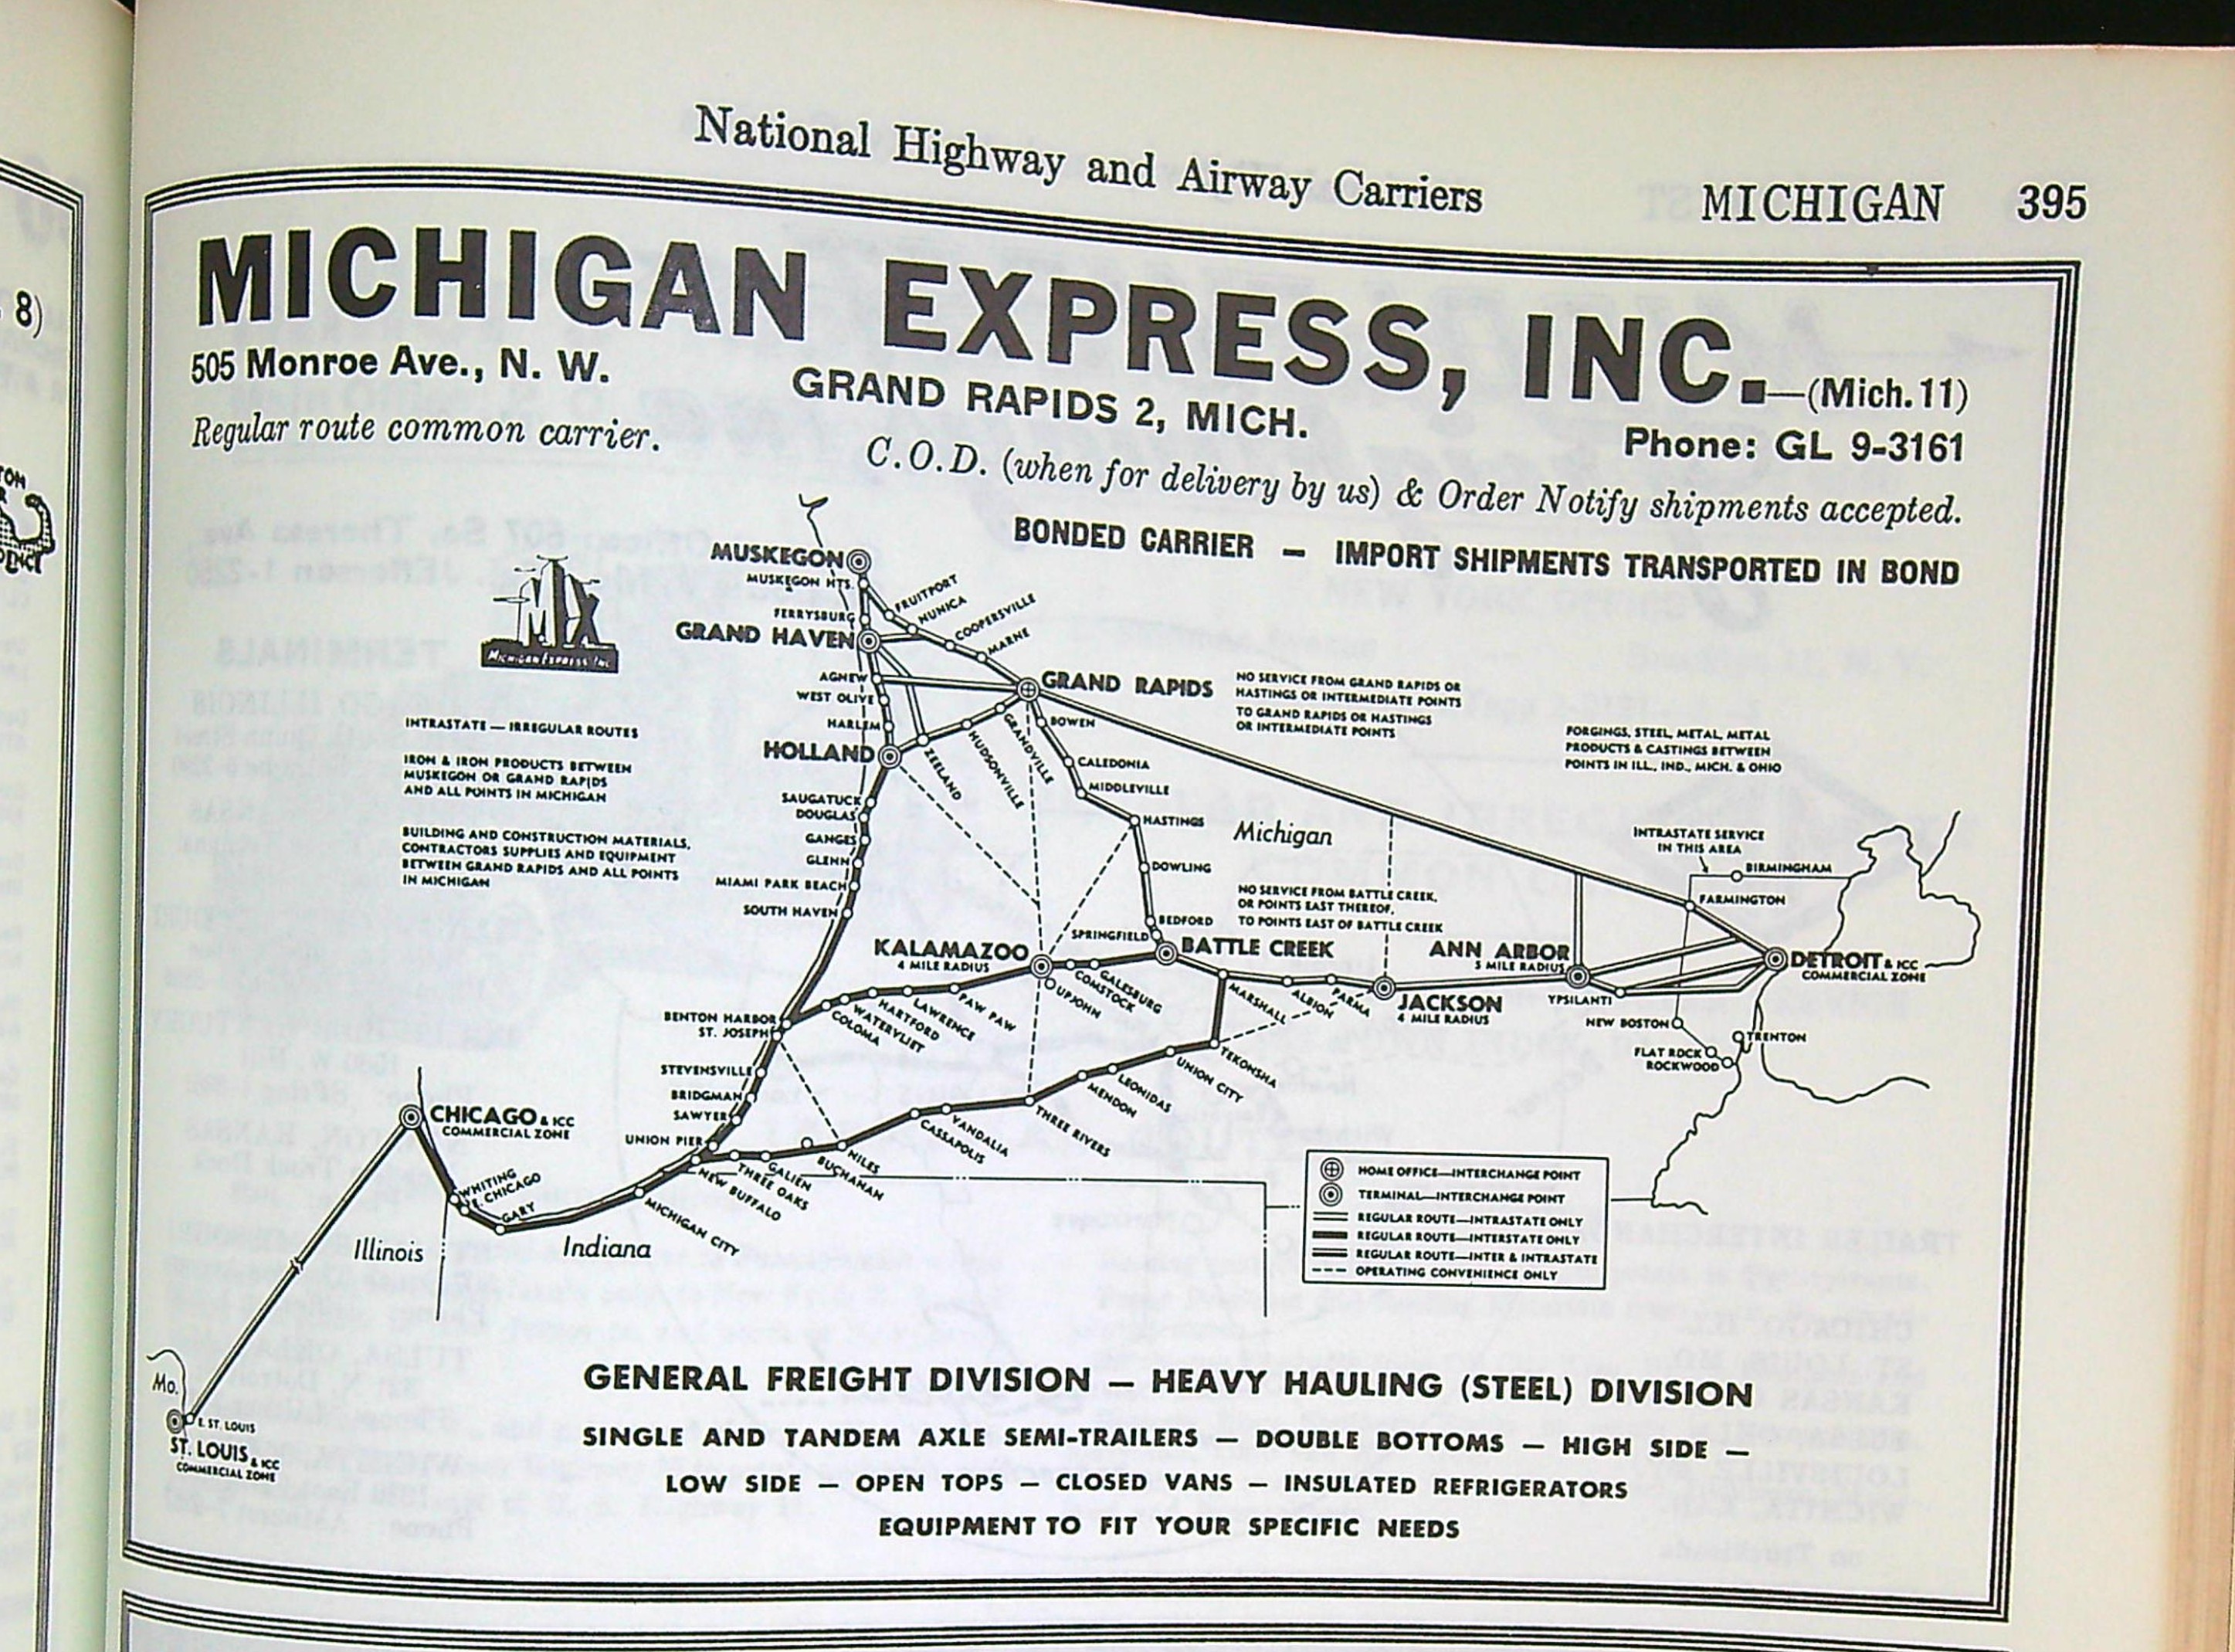 National Highway and Airway Carriers MICHIGAN 395
8)
MICHIGAN EXPRESS, INC.—(Mich.11)
505 Monroe Ave., N. W.
GRAND RAPIDS 2, MICH.
Phone: GL 9-3161
Regular route common carrier.
C.O.D. (when for delivery by us) & Order Notify shipments accepted.
BONDED CARRIER — IMPORT SHIPMENTS TRANSPORTED IN BOND
MICHIGAN EXPRESS INC
MUSKEGON
MUSKEGON HTS.
FRUITPORT
NUNICA
COOPERSVILLE
MARNE
FERRYSBURG
GRAND HAVEN
AGNEW
WEST OLIVE
HARLEM
HOLLAND
ZEELAND
HUDSONVILLE
GRANDVILLE
GRAND RAPIDS
NO SERVICE FROM GRAND RAPIDS OR
HASTINGS OR INTERMEDIATE POINTS
TO GRAND RAPIDS OR HASTINGS
OR INTERMEDIATE POINTS
BOWEN
CALEDONIA
MIDDLEVILLE
HASTINGS
DOWLING
BEDFORD
SPRINGFIELD
Michigan
FORGINGS, STEEL, METAL, METAL
PRODUCTS & CASTINGS BETWEEN
POINTS IN ILL., IND., MICH. & OHIO
INTRASTATE—IRREGULAR ROUTES
IRON & IRON PRODUCTS BETWEEN
MUSKEGON OR GRAND RAPIDS
AND ALL POINTS IN MICHIGAN
BUILDING AND CONSTRUCTION MATERIALS,
CONTRACTORS SUPPLIES AND EQUIPMENT
BETWEEN GRAND RAPIDS AND ALL POINTS
IN MICHIGAN
SAUGATUCK
DOUGLAS
GANGES
GLENN
MIAMI PARK BEACH
SOUTH HAVEN
INTRASTATE SERVICE
IN THIS AREA
BIRMINGHAM
FARMINGTON
NO SERVICE FROM BATTLE CREEK,
OR POINTS EAST THEREOF,
TO POINTS EAST OF BATTLE CREEK
KALAMAZOO
4 MILE RADIUS
BATTLE CREEK
ANN ARBOR
5 MILE RADIUS
DETROIT & ICC
COMMERCIAL ZONE
JACKSON
4 MILE RADIUS
YPSILANTI
NEW BOSTON
TRENTON
FLAT ROCK
ROCKWOOD
UPJOHN
COMSTOCK
GALESBURG
MARSHALL
ALBION
PARMA
BENTON HARBOR
ST. JOSEPH
COLOMA
WATERVLIET
HARTFORD
LAWRENCE
PAW PAW
STEVENSVILLE
BRIDGMAN
SAWYER
UNION PIER
NEW BUFFALO
THREE OAKS
GALIEN
BUCHANAN
NILES
CASSAPOLIS
VANDALIA
THREE RIVERS
MENDON
LEONIDAS
UNION CITY
TEKONSHA
CHICAGO & ICC
COMMERCIAL ZONE
WHITING
E. CHICAGO
GARY
MICHIGAN CITY
Illinois
Indiana
HOME OFFICE—INTERCHANGE POINT
TERMINAL—INTERCHANGE POINT
REGULAR ROUTE—INTRASTATE ONLY
REGULAR ROUTE—INTERSTATE ONLY
REGULAR ROUTE—INTER & INTRASTATE
OPERATING CONVENIENCE ONLY
Mo.
E. ST. LOUIS
ST. LOUIS & ICC
COMMERCIAL ZONE
GENERAL FREIGHT DIVISION — HEAVY HAULING (STEEL) DIVISION
SINGLE AND TANDEM AXLE SEMI-TRAILERS — DOUBLE BOTTOMS — HIGH SIDE —
LOW SIDE — OPEN TOPS — CLOSED VANS — INSULATED REFRIGERATORS
EQUIPMENT TO FIT YOUR SPECIFIC NEEDS